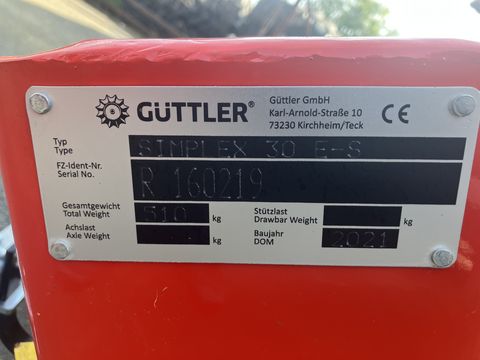 GÜTTLER®
Güttler GmbH
Karl-Arnold-Straße 10
73230 Kirchheim/Teck
CE
Typ
Type
SIMPLEX 30 E-S
FZ-Ident-Nr.
Serial No.
R 160219
Gesamtgewicht
Total Weight
510 kg
Stützlast
Drawbar Weight
kg
Achslast
Axle Weight
kg
Baujahr
DOM
2021